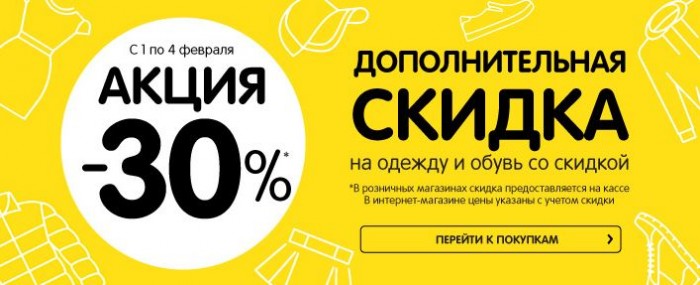 С 1 по 4 февраля
АКЦИЯ
-30%*
ДОПОЛНИТЕЛЬНАЯ
СКИДКА
на одежду и обувь со скидкой
*В розничных магазинах скидка предоставляется на кассе
В интернет-магазине цены указаны с учетом скидки
ПЕРЕЙТИ К ПОКУПКАМ >